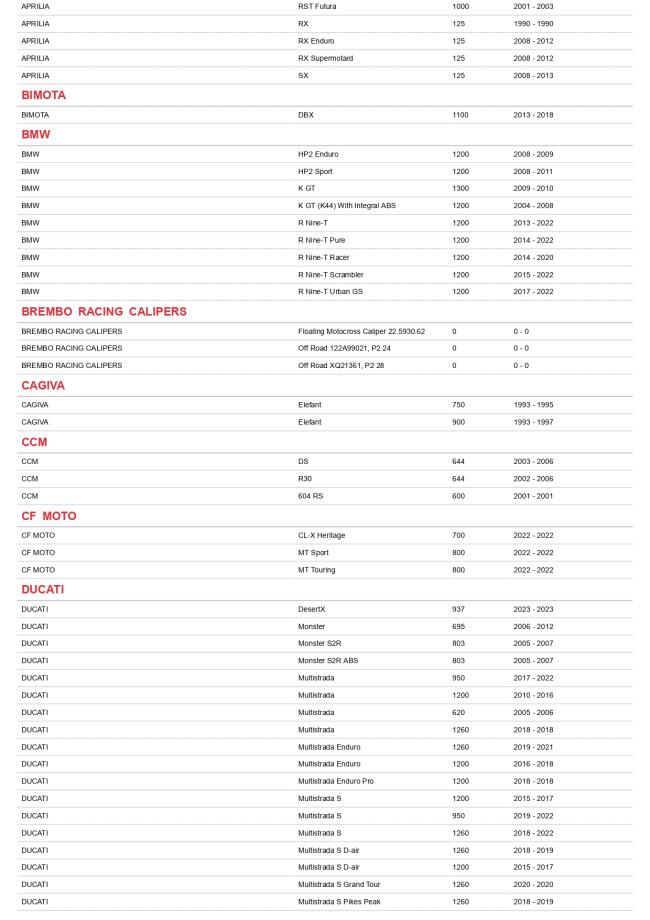 APRILIA RST Futura 1000 2001 - 2003
APRILIA RX 125 1990 - 1990
APRILIA RX Enduro 125 2008 - 2012
APRILIA RX Supermotard 125 2008 - 2012
APRILIA SX 125 2008 - 2013
BIMOTA
BIMOTA DBX 1100 2013 - 2018
BMW
BMW HP2 Enduro 1200 2008 - 2009
BMW HP2 Sport 1200 2008 - 2011
BMW K GT 1300 2009 - 2010
BMW K GT (K44) With Integral ABS 1200 2004 - 2008
BMW R Nine-T 1200 2013 - 2022
BMW R Nine-T Pure 1200 2014 - 2022
BMW R Nine-T Racer 1200 2014 - 2020
BMW R Nine-T Scrambler 1200 2015 - 2022
BMW R Nine-T Urban GS 1200 2017 - 2022
BREMBO RACING CALIPERS
BREMBO RACING CALIPERS Floating Motocross Caliper 22.5930.62 0 0 - 0
BREMBO RACING CALIPERS Off Road 122A99021, P2 24 0 0 - 0
BREMBO RACING CALIPERS Off Road XQ21361, P2 28 0 0 - 0
CAGIVA
CAGIVA Elefant 750 1993 - 1995
CAGIVA Elefant 900 1993 - 1997
CCM
CCM DS 644 2003 - 2006
CCM R30 644 2002 - 2006
CCM 604 RS 600 2001 - 2001
CF MOTO
CF MOTO CL-X Heritage 700 2022 - 2022
CF MOTO MT Sport 800 2022 - 2022
CF MOTO MT Touring 800 2022 - 2022
DUCATI
DUCATI DesertX 937 2023 - 2023
DUCATI Monster 695 2006 - 2012
DUCATI Monster S2R 803 2005 - 2007
DUCATI Monster S2R ABS 803 2005 - 2007
DUCATI Multistrada 950 2017 - 2022
DUCATI Multistrada 1200 2010 - 2016
DUCATI Multistrada 620 2005 - 2006
DUCATI Multistrada 1260 2018 - 2018
DUCATI Multistrada Enduro 1260 2019 - 2021
DUCATI Multistrada Enduro 1200 2016 - 2018
DUCATI Multistrada Enduro Pro 1200 2018 - 2018
DUCATI Multistrada S 1200 2015 - 2017
DUCATI Multistrada S 950 2019 - 2022
DUCATI Multistrada S 1260 2018 - 2022
DUCATI Multistrada S D-air 1260 2018 - 2019
DUCATI Multistrada S D-air 1200 2015 - 2017
DUCATI Multistrada S Grand Tour 1260 2020 - 2020
DUCATI Multistrada S Pikes Peak 1260 2018 - 2019